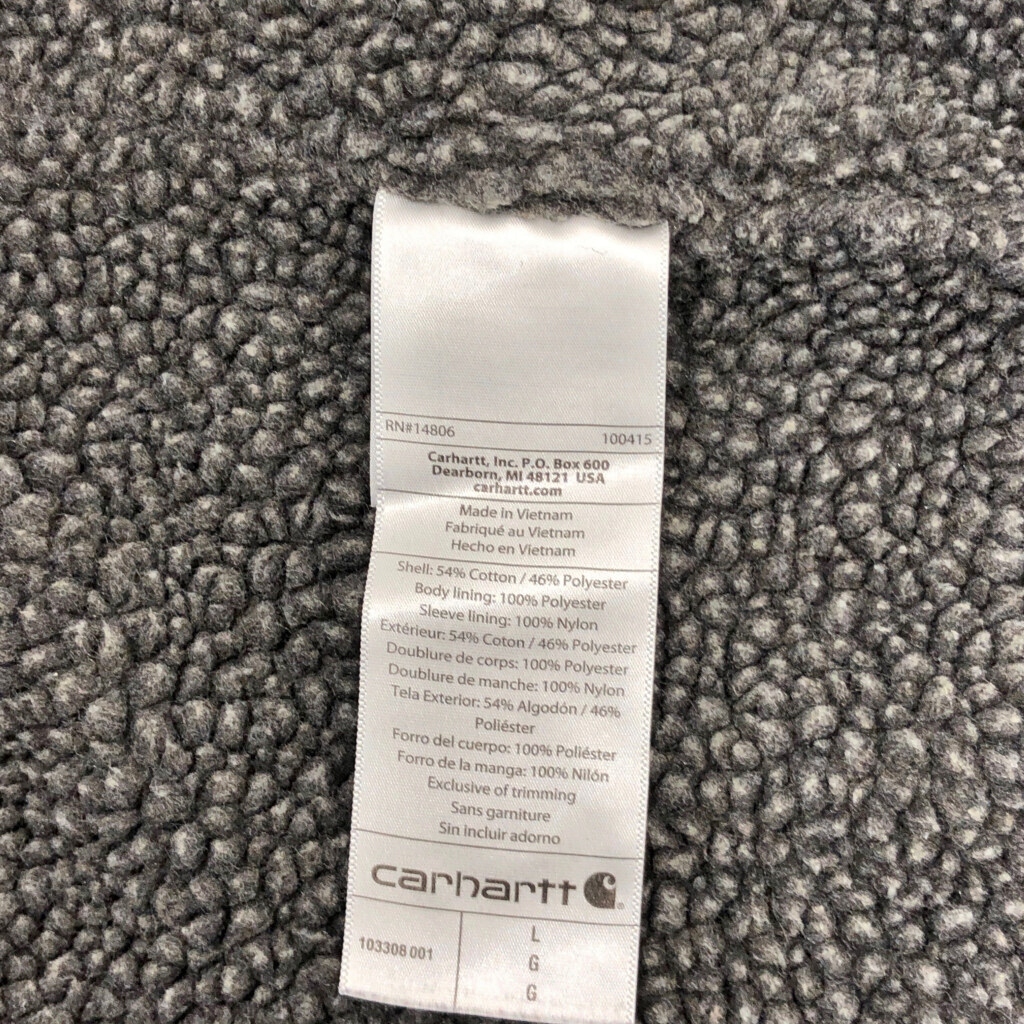 RN#14806 100415
Carhartt, Inc. P.O. Box 600
Dearborn, MI 48121 USA
carhartt.com
Made in Vietnam
Fabriqué au Vietnam
Hecho en Vietnam
Shell: 54% Cotton / 46% Polyester
Body lining: 100% Polyester
Sleeve lining: 100% Nylon
Extérieur: 54% Coton / 46% Polyester
Doublure de corps: 100% Polyester
Doublure de manche: 100% Nylon
Tela Exterior: 54% Algodón / 46%
Poliéster
Forro del cuerpo: 100% Poliéster
Forro de la manga: 100% Nilón
Exclusive of trimming
Sans garniture
Sin incluir adorno
carhartt
103308 001
L
G
G